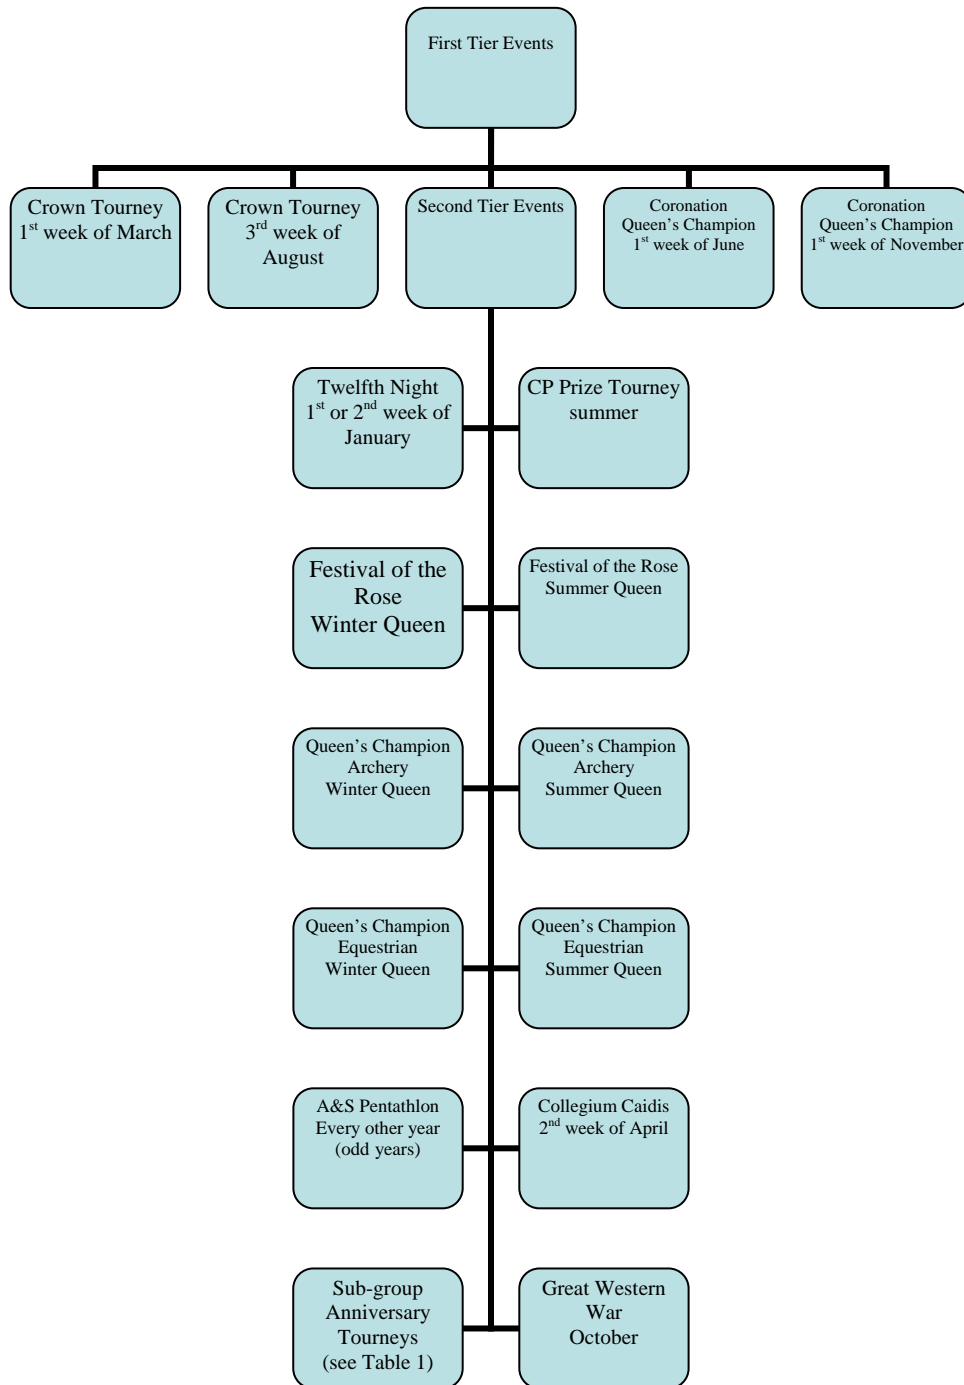 First Tier Events
Crown Tourney
1st week of March
Crown Tourney
3rd week of
August
Second Tier Events
Coronation
Queen’s Champion
1st week of June
Coronation
Queen’s Champion
1st week of November
Twelfth Night
1st or 2nd week of
January
CP Prize Tourney
summer
Festival of the
Rose
Winter Queen
Festival of the Rose
Summer Queen
Queen’s Champion
Archery
Winter Queen
Queen’s Champion
Archery
Summer Queen
Queen’s Champion
Equestrian
Winter Queen
Queen’s Champion
Equestrian
Summer Queen
A&S Pentathlon
Every other year
(odd years)
Collegium Caidis
2nd week of April
Sub-group
Anniversary
Tourneys
(see Table 1)
Great Western
War
October